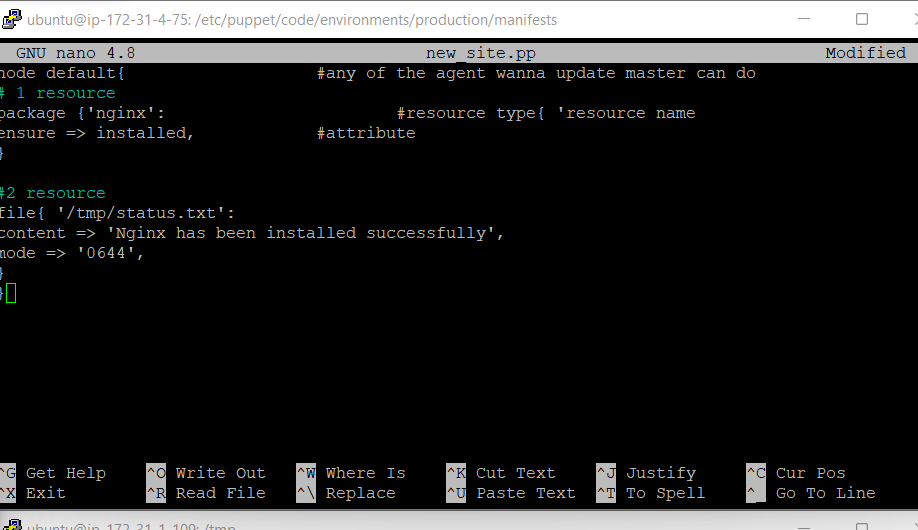 ubuntu@ip-172-31-4-75: /etc/puppet/code/environments/production/manifests
GNU nano 4.8 new_site.pp Modified
node default{ #any of the agent wanna update master can do
# 1 resource
package {'nginx': #resource type{ 'resource name
ensure => installed, #attribute
}
#2 resource
file{ '/tmp/status.txt':
content => 'Nginx has been installed successfully',
mode => '0644',
}
}
^G Get Help ^O Write Out ^W Where Is ^K Cut Text ^J Justify ^C Cur Pos
^X Exit ^R Read File ^\ Replace ^U Paste Text ^T To Spell ^_ Go To Line
ubuntu@ip-172-31-1-109: /tmp